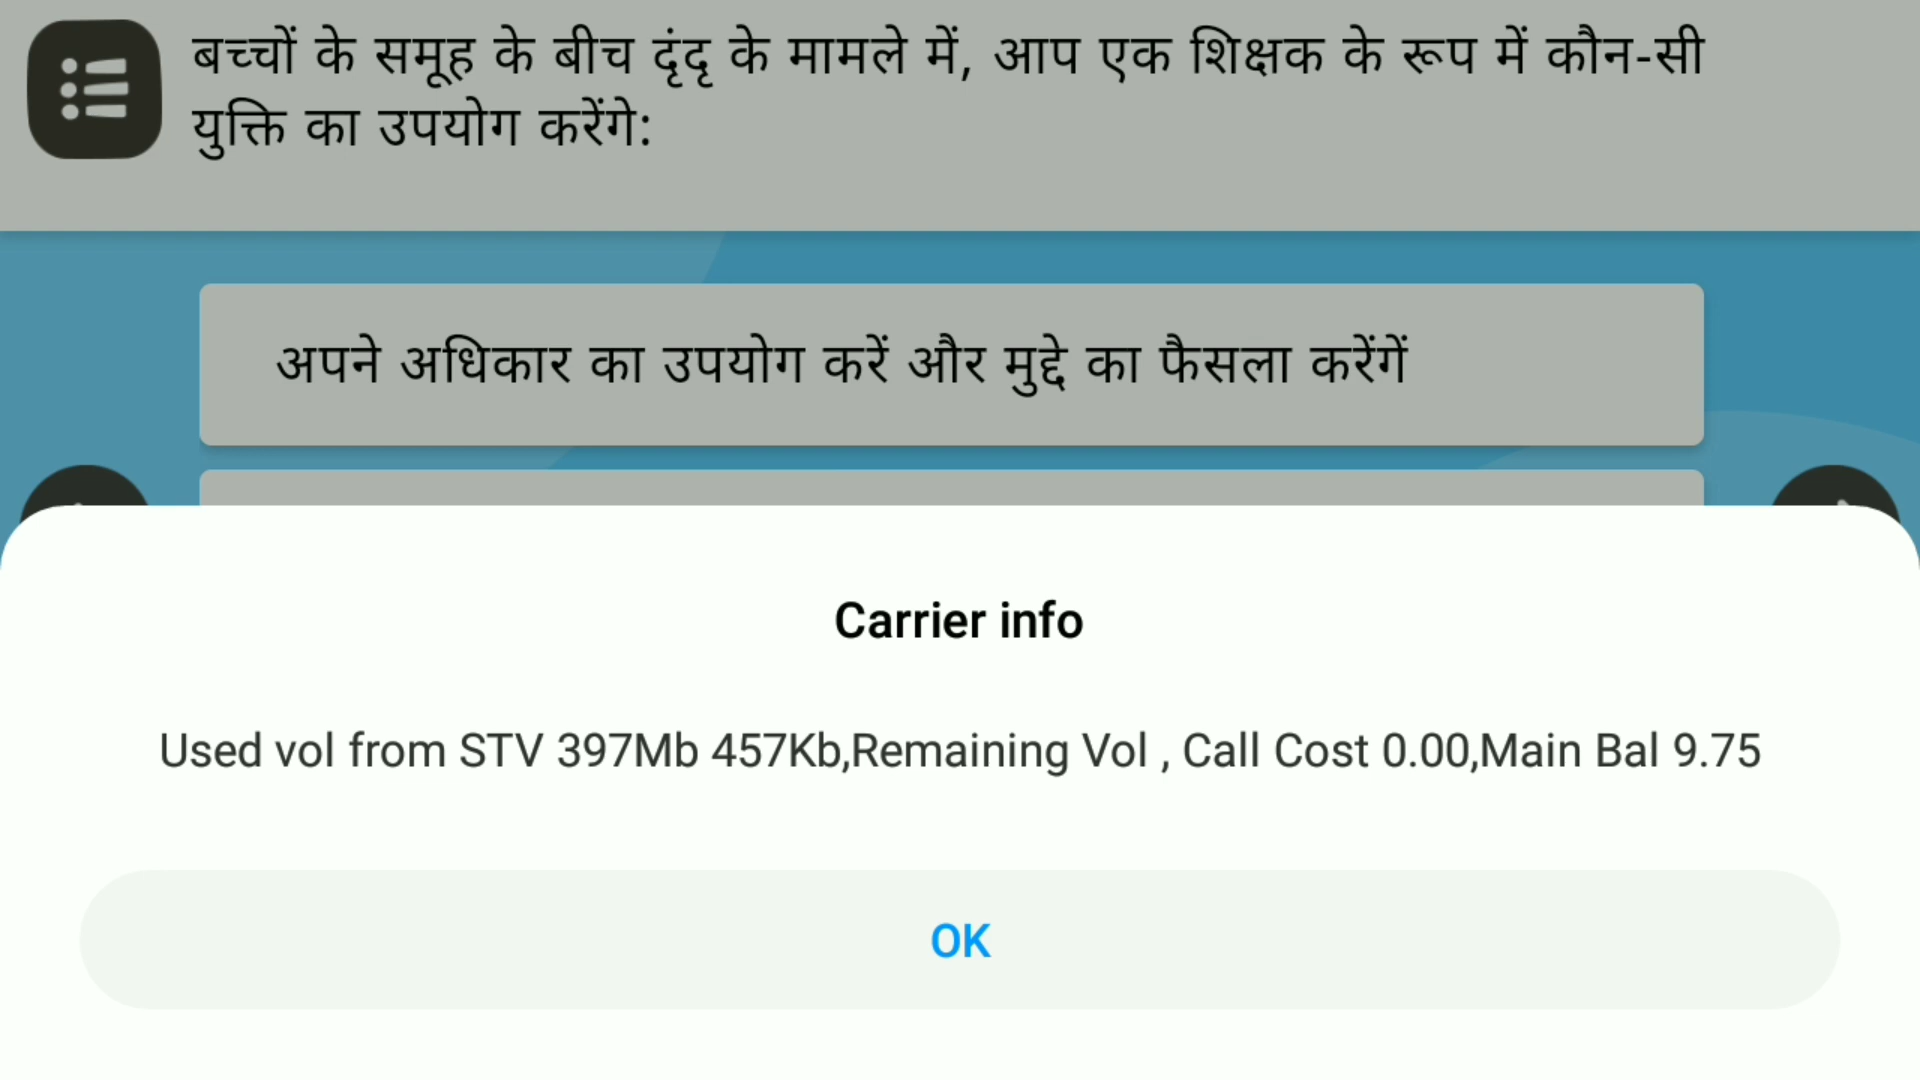 बच्चों के समूह के बीच दृंदृ के मामले में, आप एक शिक्षक के रूप में कौन-सी
युक्ति का उपयोग करेंगे:
अपने अधिकार का उपयोग करें और मुद्दे का फैसला करेंगें
Carrier info
Used vol from STV 397Mb 457Kb,Remaining Vol , Call Cost 0.00,Main Bal 9.75
OK